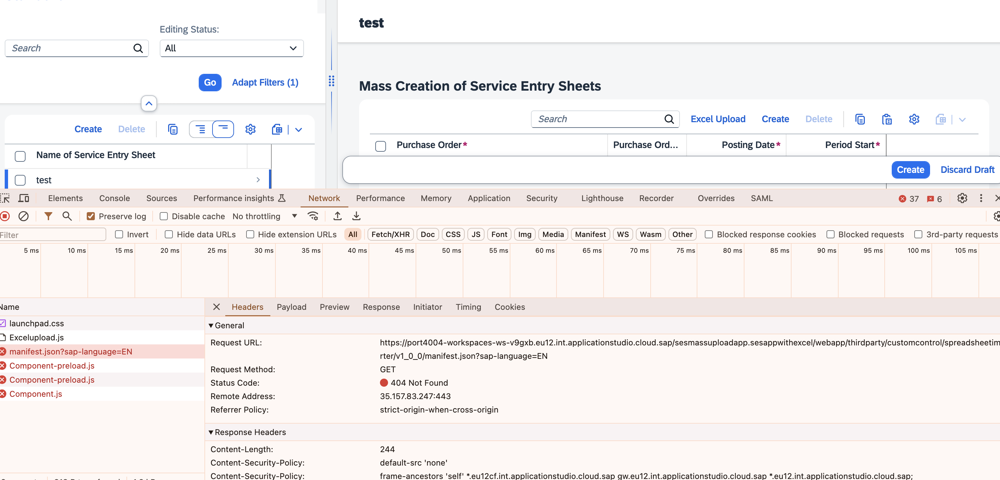 test
Editing Status:
Search
All
Go
Adapt Filters (1)
Mass Creation of Service Entry Sheets
Search
Excel Upload
Create
Delete
Create
Delete
Purchase Order*
Purchase Ord...
Posting Date*
Period Start*
Name of Service Entry Sheet
test
Create
Discard Draft
Elements
Console
Sources
Performance insights
Network
Performance
Memory
Application
Security
Lighthouse
Recorder
Overrides
SAML
37
6
Preserve log
Disable cache
No throttling
Filter
Invert
Hide data URLs
Hide extension URLs
All
Fetch/XHR
Doc
CSS
JS
Font
Img
Media
Manifest
WS
Wasm
Other
Blocked response cookies
Blocked requests
3rd-party requests
5 ms
10 ms
15 ms
20 ms
25 ms
30 ms
35 ms
40 ms
45 ms
50 ms
55 ms
60 ms
65 ms
70 ms
75 ms
80 ms
85 ms
90 ms
95 ms
100 ms
105 ms
Name
Headers
Payload
Preview
Response
Initiator
Timing
Cookies
launchpad.css
Excelupload.js
manifest.json?sap-language=EN
Component-preload.js
Component-preload.js
Component.js
General
Request URL:
https://port4004-workspaces-ws-v9gxb.eu12.int.applicationstudio.cloud.sap/sesmassuploadapp.sesappwithexcel/webapp/thirdparty/customcontrol/spreadsheetim
rter/v1_0_0/manifest.json?sap-language=EN
Request Method:
GET
Status Code:
404 Not Found
Remote Address:
35.157.83.247:443
Referrer Policy:
strict-origin-when-cross-origin
Response Headers
Content-Length:
244
Content-Security-Policy:
default-src 'none'
Content-Security-Policy:
frame-ancestors 'self' *.eu12cf.int.applicationstudio.cloud.sap gw.eu12.int.applicationstudio.cloud.sap *.eu12.int.applicationstudio.cloud.sap;